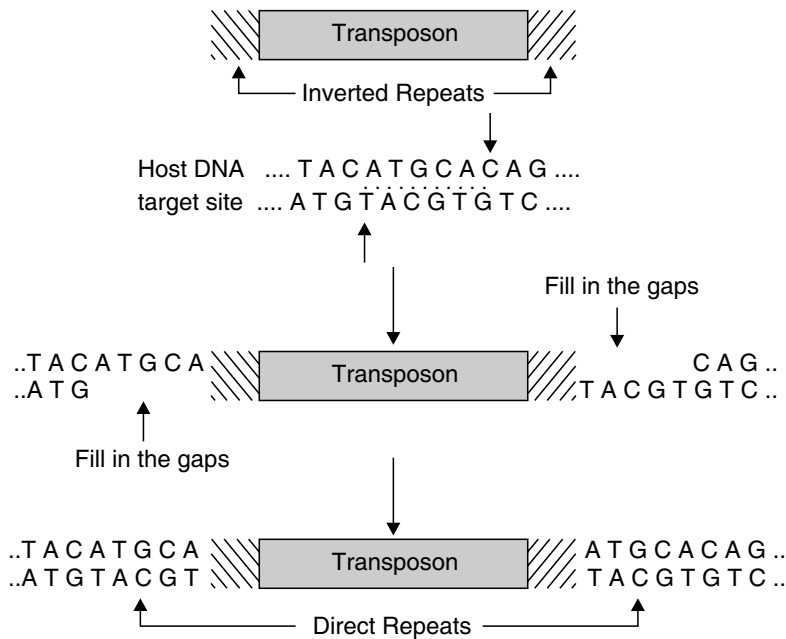 Transposon
Inverted Repeats
Host DNA .... T A C A T G C A C A G ....
. . . . . . . . . .
target site .... A T G T A C G T G T C ....
Fill in the gaps
..T A C A T G C A Transposon C A G ..
..A T G T A C G T G T C ..
Fill in the gaps
..T A C A T G C A Transposon A T G C A C A G ..
..A T G T A C G T T A C G T G T C ..
Direct Repeats